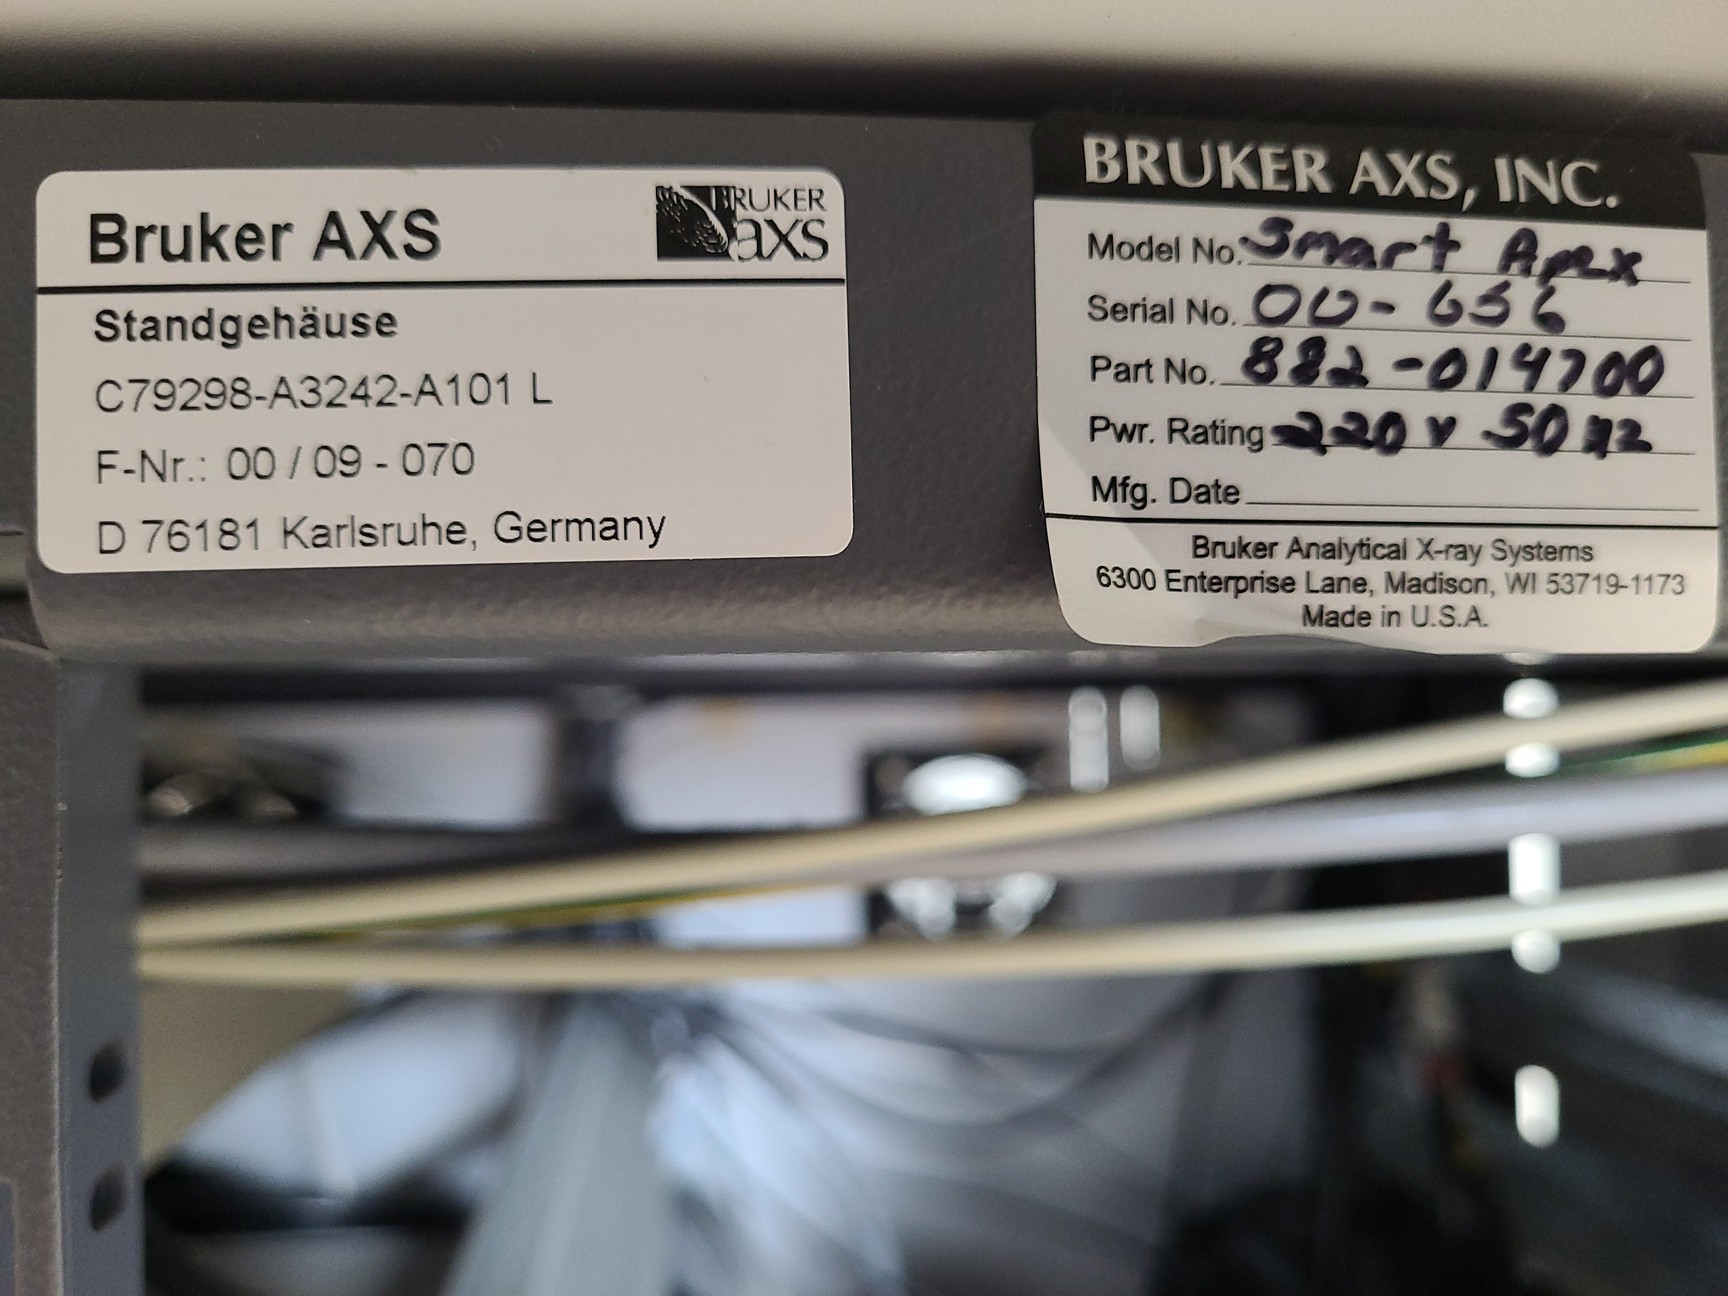 Bruker AXS
BRUKER
axs
Standgehäuse
C79298-A3242-A101 L
F-Nr.: 00 / 09 - 070
D 76181 Karlsruhe, Germany
BRUKER AXS, INC.
Model No. Smart Apex
Serial No. 00-656
Part No. 882-014700
Pwr. Rating 220 V 50 Hz
Mfg. Date
Bruker Analytical X-ray Systems
6300 Enterprise Lane, Madison, WI 53719-1173
Made in U.S.A.